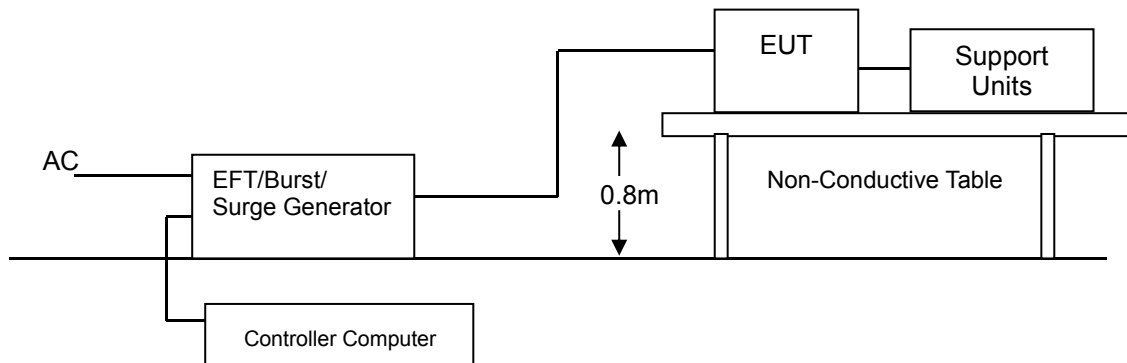 EUT
Support
Units
AC
EFT/Burst/
Surge Generator
0.8m
Non-Conductive Table
Controller Computer